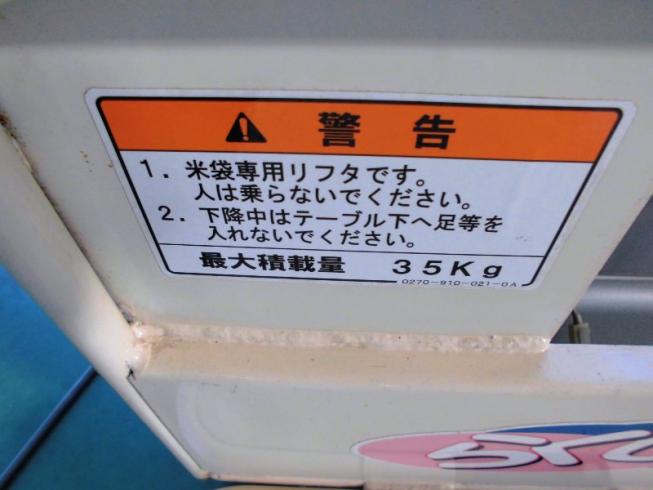 警告
1．米袋専用リフタです。
人は乗らないでください。
2．下降中はテーブル下へ足等を
入れないでください。
最大積載量 35Kg
0270-910-021-0A